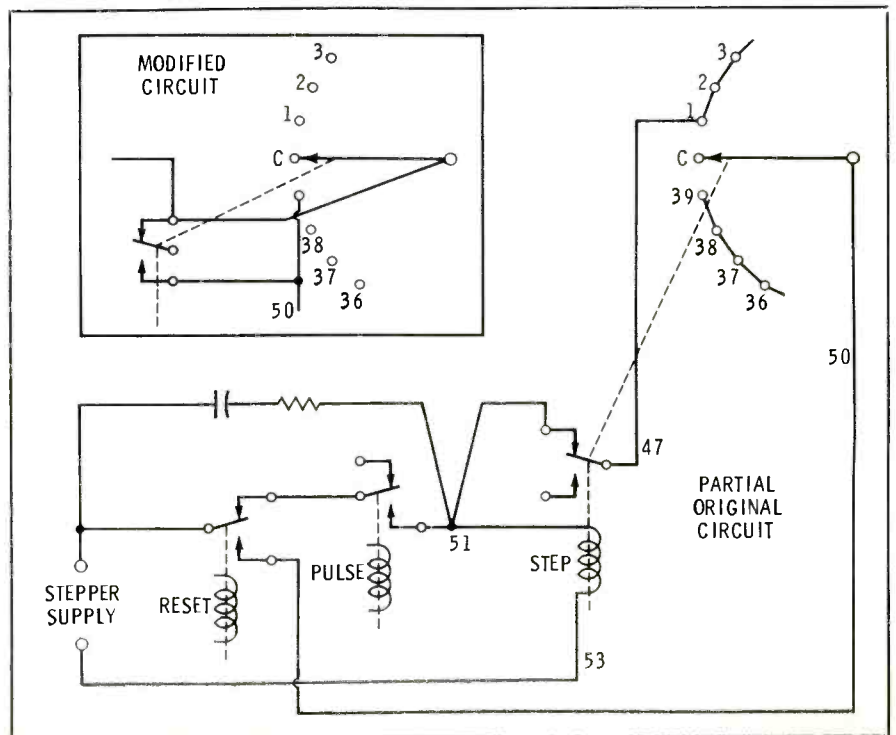 MODIFIED
CIRCUIT
3
2
1
C
38
37
36
50
3
2
1
C
39
38
37
36
50
47
PARTIAL
ORIGINAL
CIRCUIT
51
STEP
PULSE
RESET
STEPPER
SUPPLY
53